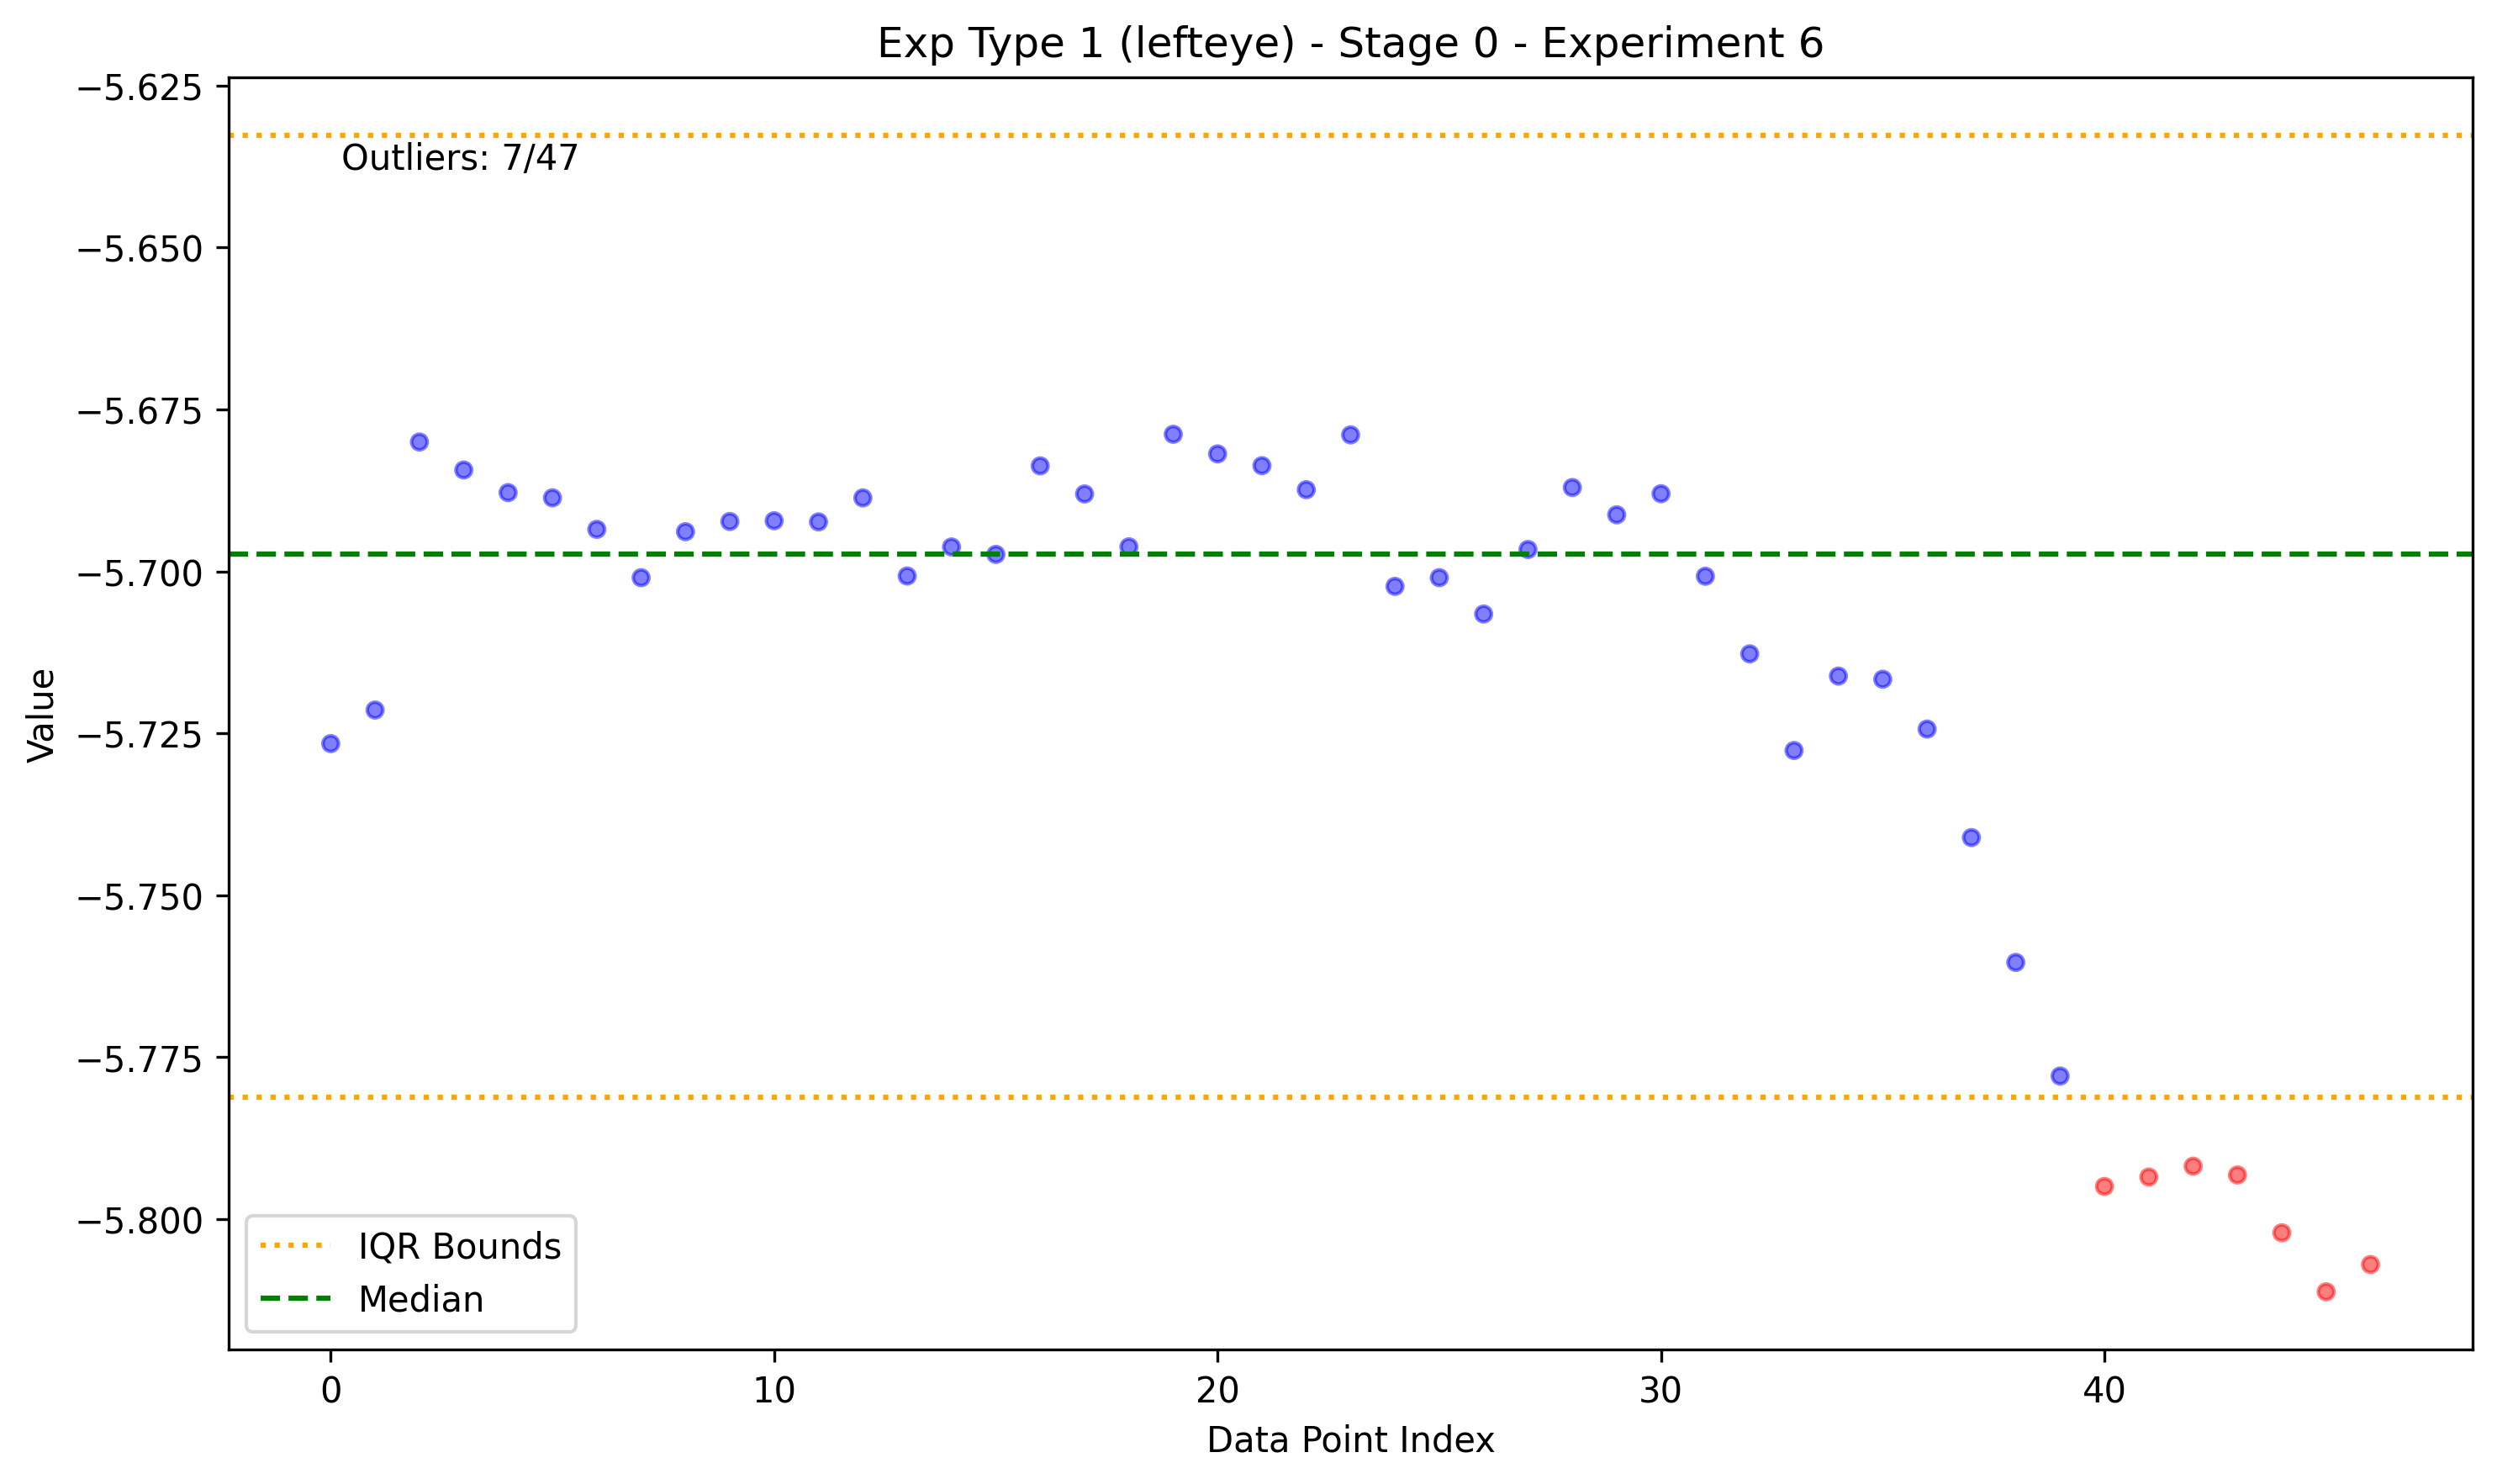 Exp Type 1 (lefteye) - Stage 0 - Experiment 6
−5.625
Outliers: 7/47
−5.650
−5.675
−5.700
−5.725
−5.750
−5.775
−5.800
Value
IQR Bounds
Median
0 10 20 30 40
Data Point Index